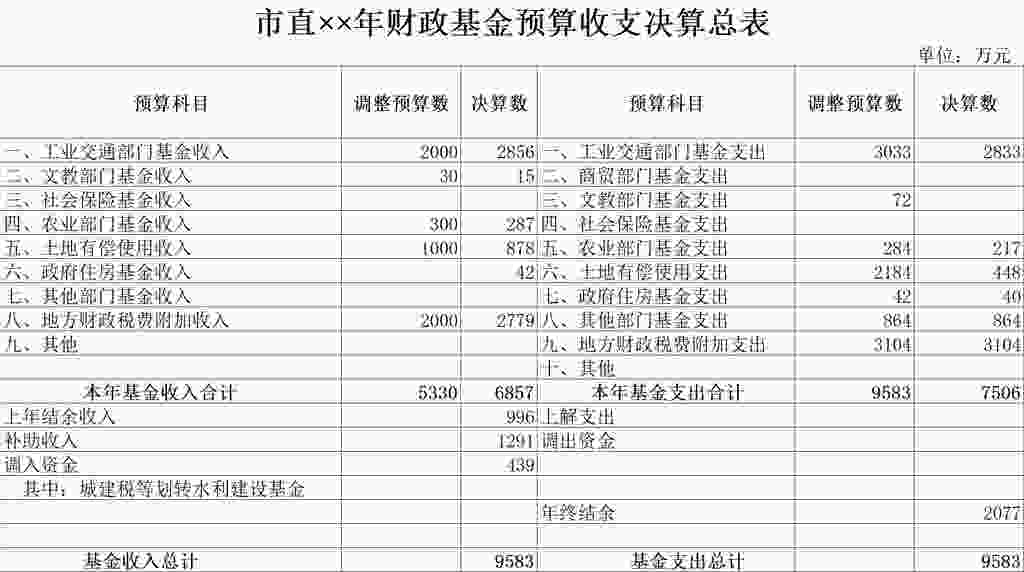 市直××年财政基金预算收支决算总表
单位：万元
预算科目 调整预算数 决算数 预算科目 调整预算数 决算数
一、工业交通部门基金收入 2000 2856 一、工业交通部门基金支出 3033 2833
二、文教部门基金收入 30 15 二、商贸部门基金支出
三、社会保险基金收入 三、文教部门基金支出 72
四、农业部门基金收入 300 287 四、社会保险基金支出
五、土地有偿使用收入 1000 878 五、农业部门基金支出 284 217
六、政府住房基金收入 42 六、土地有偿使用支出 2184 448
七、其他部门基金收入 七、政府住房基金支出 42 40
八、地方财政税费附加收入 2000 2779 八、其他部门基金支出 864 864
九、其他 九、地方财政税费附加支出 3104 3104
十、其他
本年基金收入合计 5330 6857 本年基金支出合计 9583 7506
上年结余收入 996 上解支出
补助收入 1291 调出资金
调入资金 439
其中：城建税等划转水利建设基金
年终结余 2077
基金收入总计 9583 基金支出总计 9583